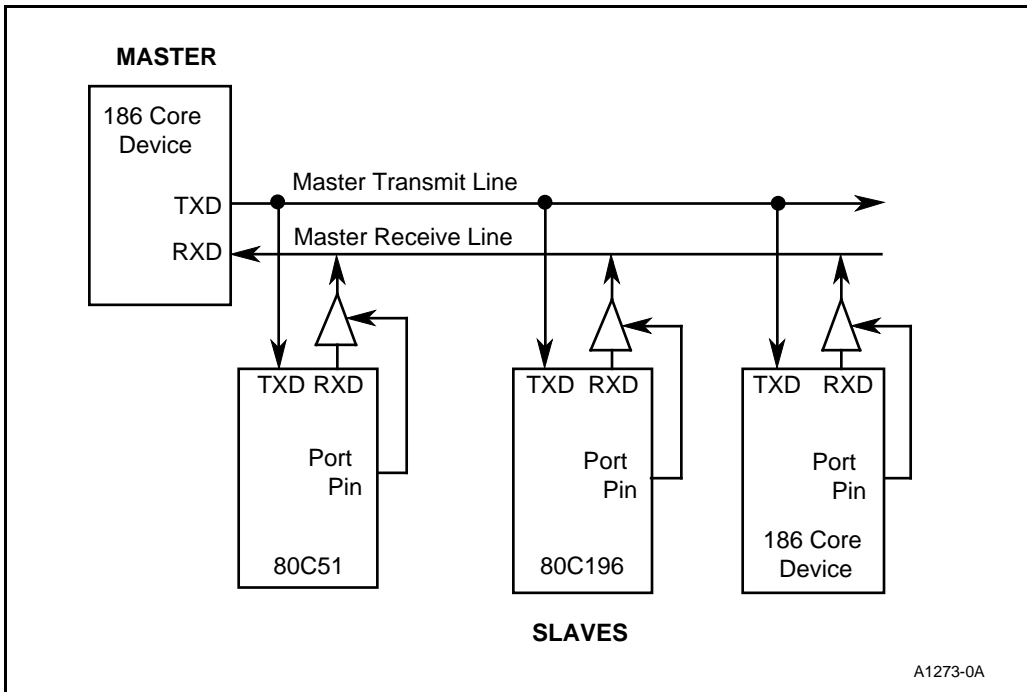 MASTER
186 Core
Device
TXD
RXD
Master Transmit Line
Master Receive Line
TXD RXD
Port
Pin
80C51
TXD RXD
Port
Pin
80C196
TXD RXD
Port
Pin
186 Core
Device
SLAVES
A1273-0A